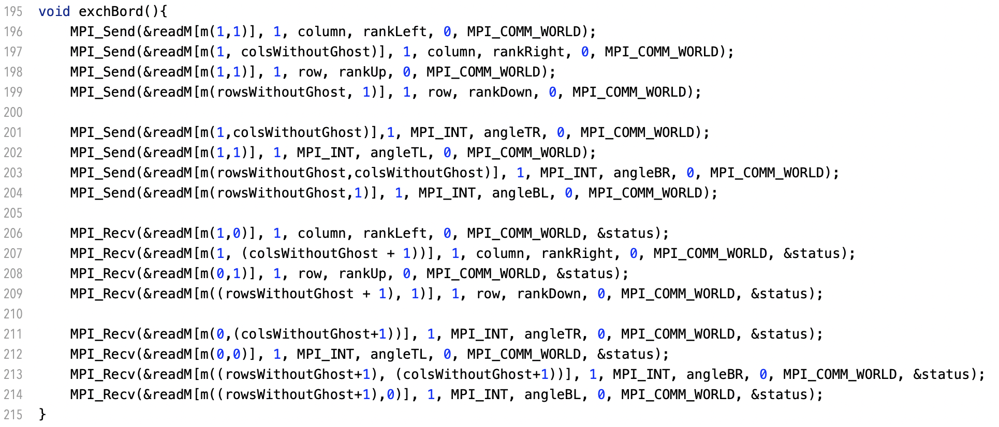 195 void exchBord(){
196     MPI_Send(&readM[m(1,1)], 1, column, rankLeft, 0, MPI_COMM_WORLD);
197     MPI_Send(&readM[m(1, colsWithoutGhost)], 1, column, rankRight, 0, MPI_COMM_WORLD);
198     MPI_Send(&readM[m(1,1)], 1, row, rankUp, 0, MPI_COMM_WORLD);
199     MPI_Send(&readM[m(rowsWithoutGhost, 1)], 1, row, rankDown, 0, MPI_COMM_WORLD);
200
201     MPI_Send(&readM[m(1,colsWithoutGhost)],1, MPI_INT, angleTR, 0, MPI_COMM_WORLD);
202     MPI_Send(&readM[m(1,1)], 1, MPI_INT, angleTL, 0, MPI_COMM_WORLD);
203     MPI_Send(&readM[m(rowsWithoutGhost,colsWithoutGhost)], 1, MPI_INT, angleBR, 0, MPI_COMM_WORLD);
204     MPI_Send(&readM[m(rowsWithoutGhost,1)], 1, MPI_INT, angleBL, 0, MPI_COMM_WORLD);
205
206     MPI_Recv(&readM[m(1,0)], 1, column, rankLeft, 0, MPI_COMM_WORLD, &status);
207     MPI_Recv(&readM[m(1, (colsWithoutGhost + 1))], 1, column, rankRight, 0, MPI_COMM_WORLD, &status);
208     MPI_Recv(&readM[m(0,1)], 1, row, rankUp, 0, MPI_COMM_WORLD, &status);
209     MPI_Recv(&readM[m((rowsWithoutGhost + 1), 1)], 1, row, rankDown, 0, MPI_COMM_WORLD, &status);
210
211     MPI_Recv(&readM[m(0,(colsWithoutGhost+1))], 1, MPI_INT, angleTR, 0, MPI_COMM_WORLD, &status);
212     MPI_Recv(&readM[m(0,0)], 1, MPI_INT, angleTL, 0, MPI_COMM_WORLD, &status);
213     MPI_Recv(&readM[m((rowsWithoutGhost+1), (colsWithoutGhost+1))], 1, MPI_INT, angleBR, 0, MPI_COMM_WORLD, &status);
214     MPI_Recv(&readM[m((rowsWithoutGhost+1),0)], 1, MPI_INT, angleBL, 0, MPI_COMM_WORLD, &status);
215 }